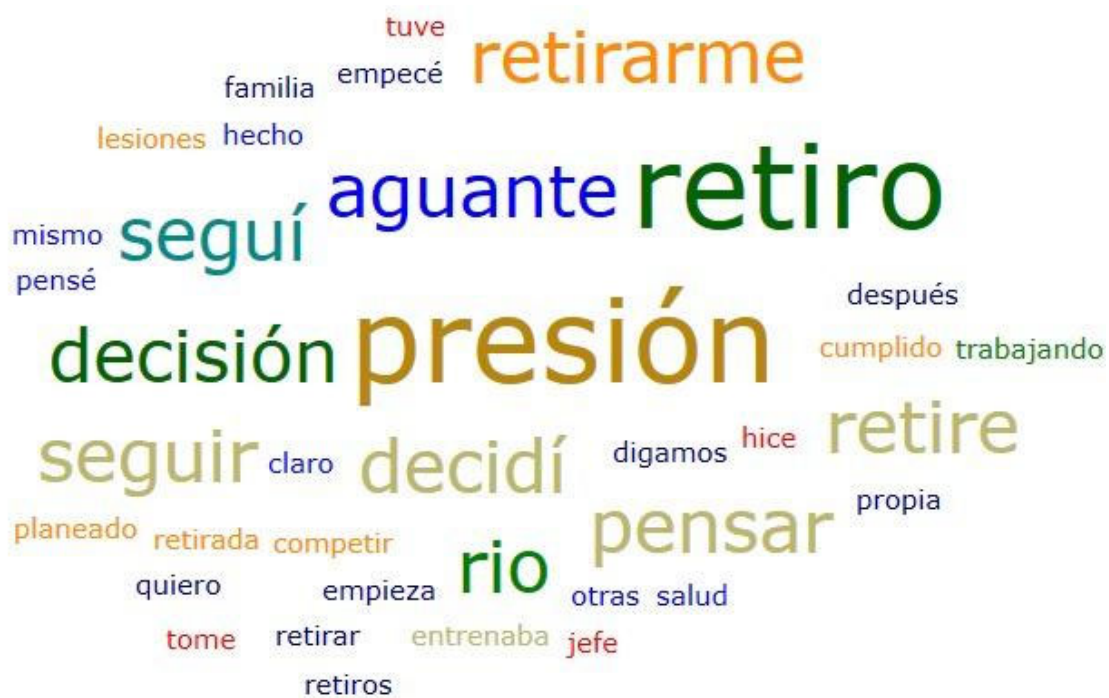 tuve
retirarme
empecé
familia
lesiones hecho
aguante retiro
mismo seguí
pensé
después
decisión presión
cumplido trabajando
seguir claro decidí digamos hice retire
propia
planeado retirada competir pensar
quiero empieza rio otras salud
tome retirar entrenaba jefe
retiros